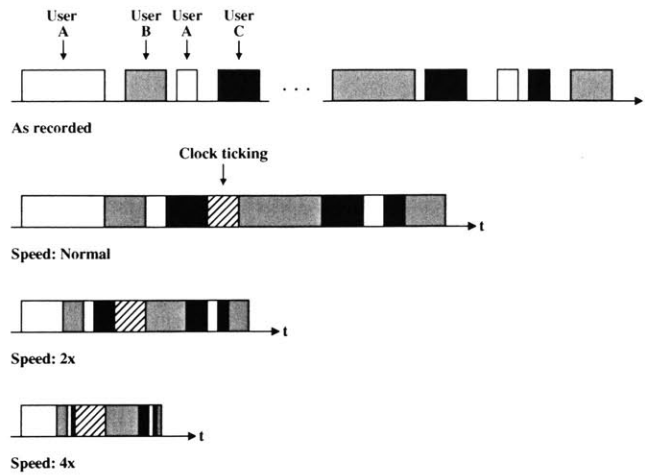 User User User User
A B A C
. . .
As recorded
Clock ticking
t
Speed: Normal
t
Speed: 2x
t
Speed: 4x